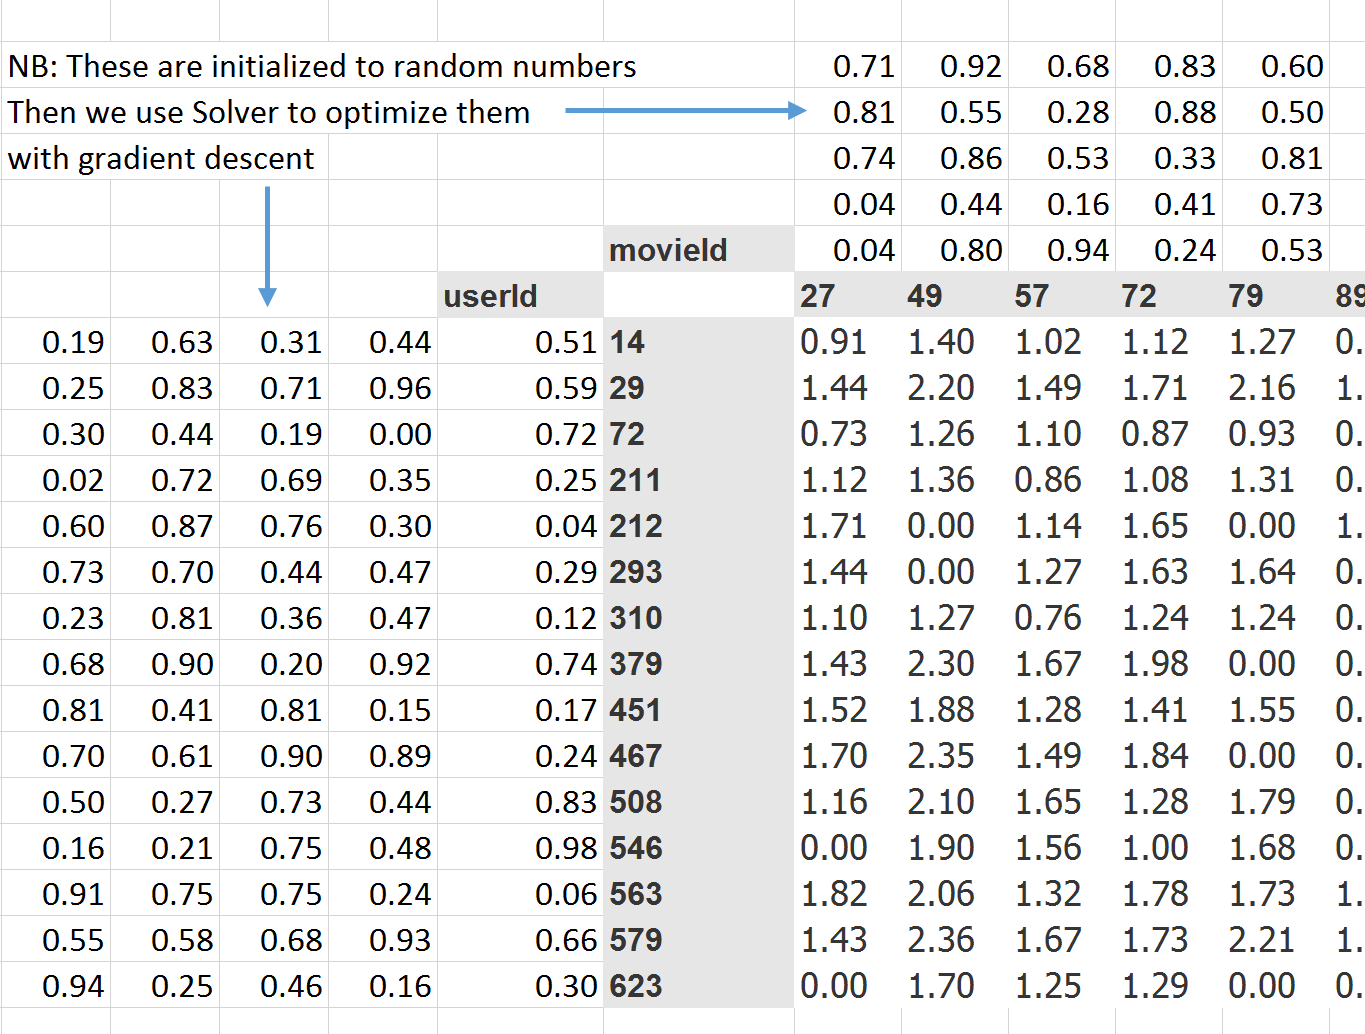 NB: These are initialized to random numbers 0.71 0.92 0.68 0.83 0.60
Then we use Solver to optimize them 0.81 0.55 0.28 0.88 0.50
with gradient descent 0.74 0.86 0.53 0.33 0.81
0.04 0.44 0.16 0.41 0.73
movieId 0.04 0.80 0.94 0.24 0.53
userId 27 49 57 72 79 89
0.19 0.63 0.31 0.44 0.51 14 0.91 1.40 1.02 1.12 1.27 0.
0.25 0.83 0.71 0.96 0.59 29 1.44 2.20 1.49 1.71 2.16 1.
0.30 0.44 0.19 0.00 0.72 72 0.73 1.26 1.10 0.87 0.93 0.
0.02 0.72 0.69 0.35 0.25 211 1.12 1.36 0.86 1.08 1.31 0.
0.60 0.87 0.76 0.30 0.04 212 1.71 0.00 1.14 1.65 0.00 1.
0.73 0.70 0.44 0.47 0.29 293 1.44 0.00 1.27 1.63 1.64 0.
0.23 0.81 0.36 0.47 0.12 310 1.10 1.27 0.76 1.24 1.24 0.
0.68 0.90 0.20 0.92 0.74 379 1.43 2.30 1.67 1.98 0.00 0.
0.81 0.41 0.81 0.15 0.17 451 1.52 1.88 1.28 1.41 1.55 0.
0.70 0.61 0.90 0.89 0.24 467 1.70 2.35 1.49 1.84 0.00 0.
0.50 0.27 0.73 0.44 0.83 508 1.16 2.10 1.65 1.28 1.79 0.
0.16 0.21 0.75 0.48 0.98 546 0.00 1.90 1.56 1.00 1.68 0.
0.91 0.75 0.75 0.24 0.06 563 1.82 2.06 1.32 1.78 1.73 1.
0.55 0.58 0.68 0.93 0.66 579 1.43 2.36 1.67 1.73 2.21 1.
0.94 0.25 0.46 0.16 0.30 623 0.00 1.70 1.25 1.29 0.00 0.